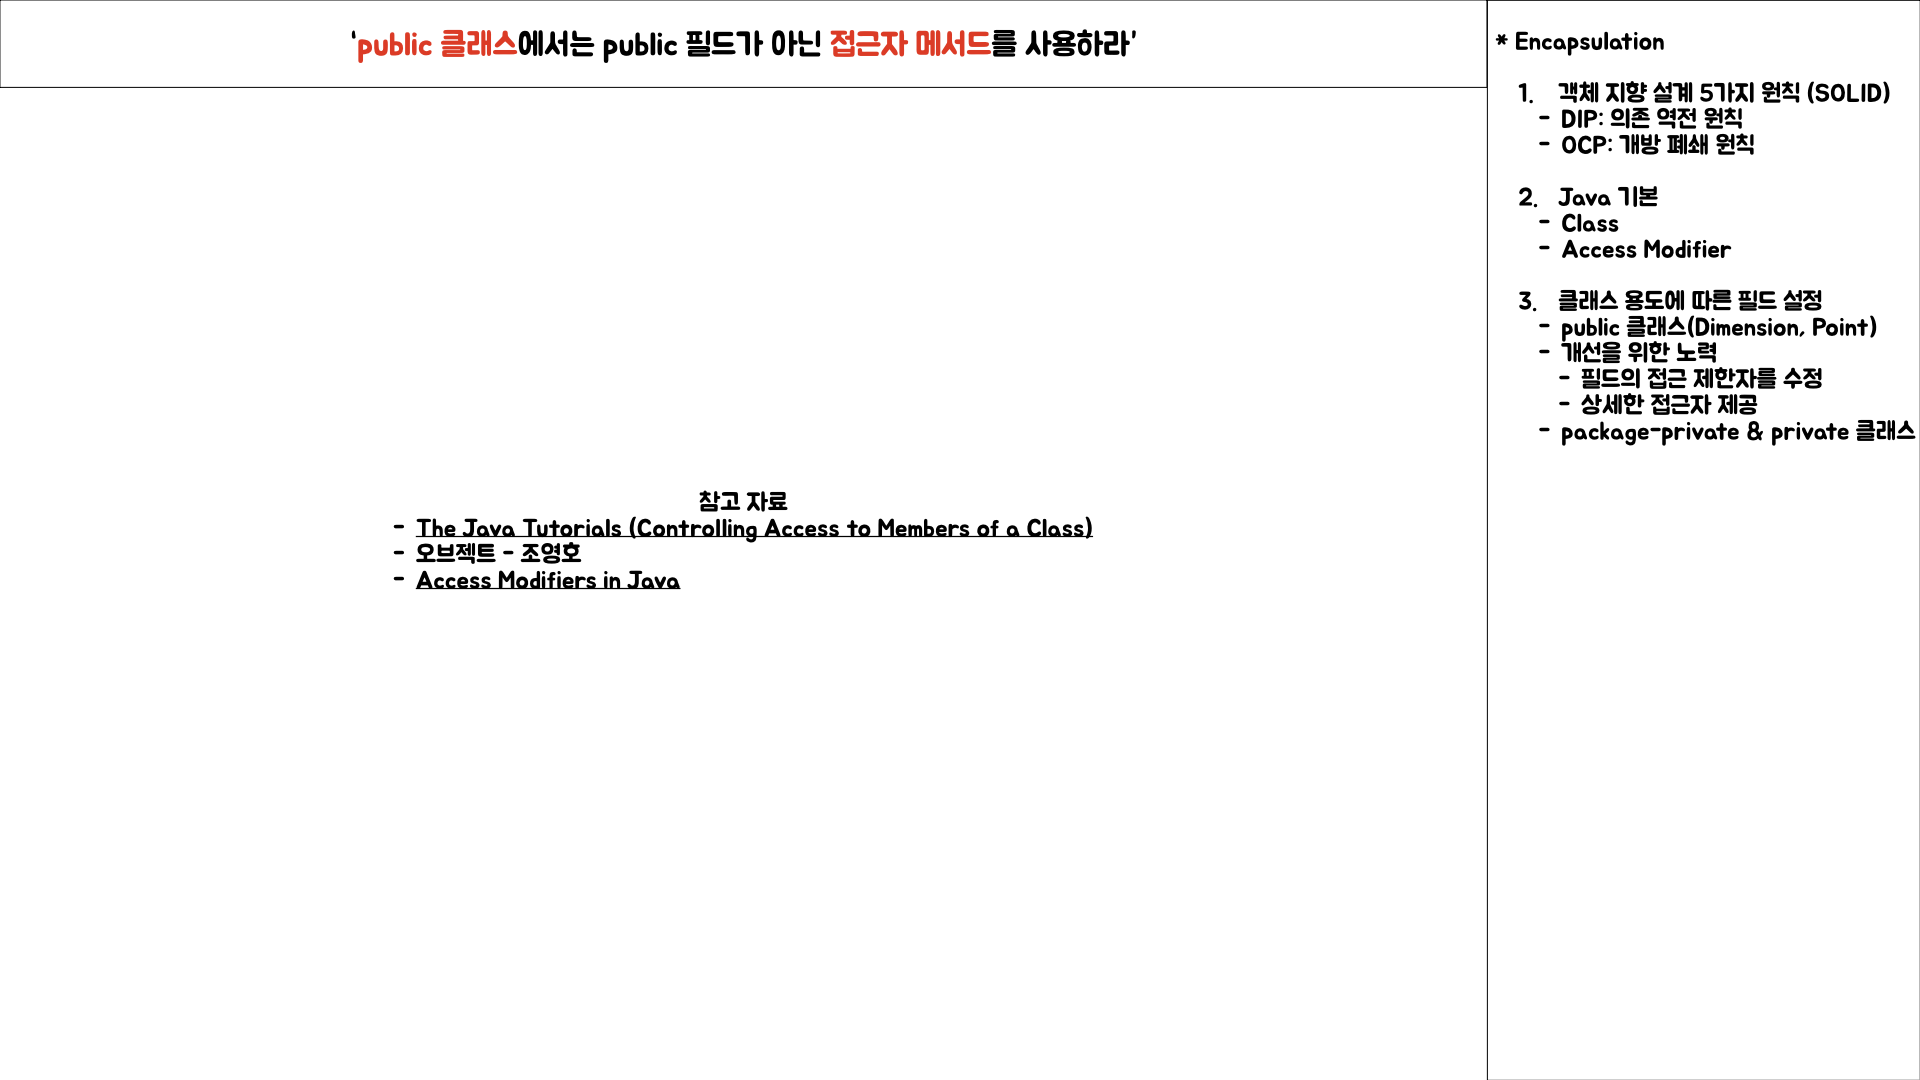 ‘public 클래스에서는 public 필드가 아닌 접근자 메서드를 사용하라’
참고 자료
- The Java Tutorials (Controlling Access to Members of a Class)
- 오브젝트 - 조영호
- Access Modifiers in Java
* Encapsulation
1. 객체 지향 설계 5가지 원칙 (SOLID)
- DIP: 의존 역전 원칙
- OCP: 개방 폐쇄 원칙
2. Java 기본
- Class
- Access Modifier
3. 클래스 용도에 따른 필드 설정
- public 클래스(Dimension, Point)
- 개선을 위한 노력
- 필드의 접근 제한자를 수정
- 상세한 접근자 제공
- package-private & private 클래스